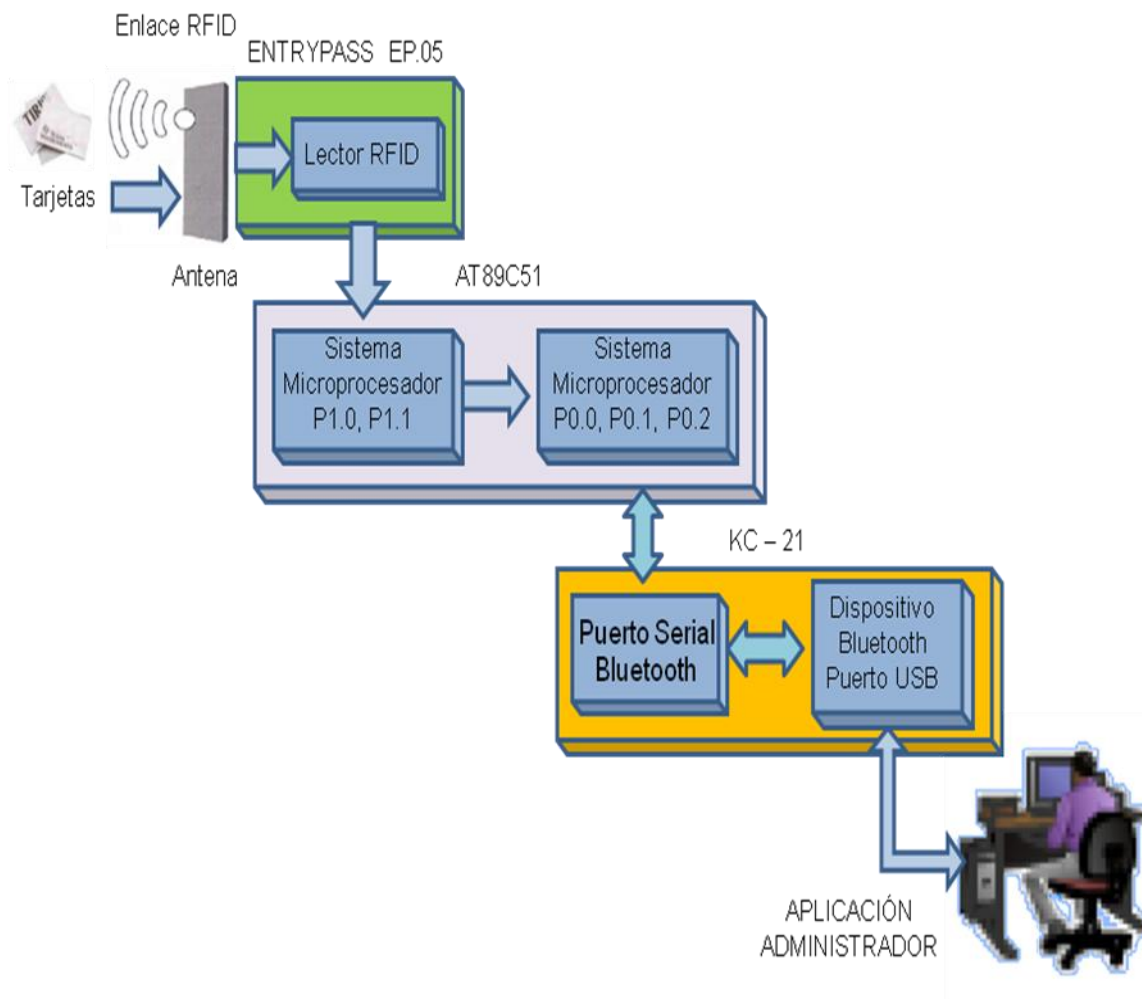 Enlace RFID
ENTRYPASS EP.05
Lector RFID
Tarjetas
Antena
AT89C51
Sistema
Microprocesador
P1.0, P1.1
Sistema
Microprocesador
P0.0, P0.1, P0.2
KC – 21
Puerto Serial
Bluetooth
Dispositivo
Bluetooth
Puerto USB
APLICACIÓN
ADMINISTRADOR